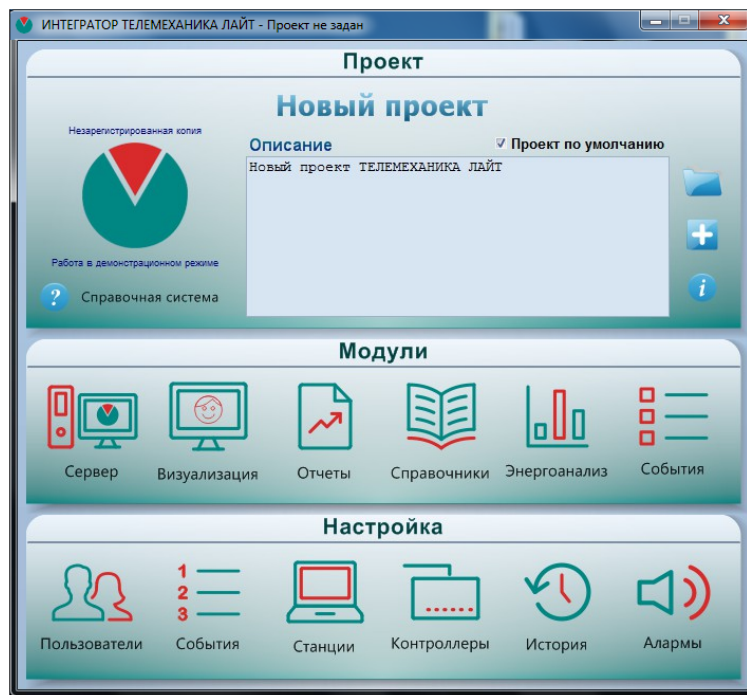 ИНТЕГРАТОР ТЕЛЕМЕХАНИКА ЛАЙТ - Проект не задан
Проект
Новый проект
Незарегистрированная копия
Описание
Проект по умолчанию
Новый проект ТЕЛЕМЕХАНИКА ЛАЙТ
Работа в демонстрационном режиме
? Справочная система
i
Модули
Сервер Визуализация Отчеты Справочники Энергоанализ События
Настройка
1
2
3
Пользователи События Станции Контроллеры История Алармы